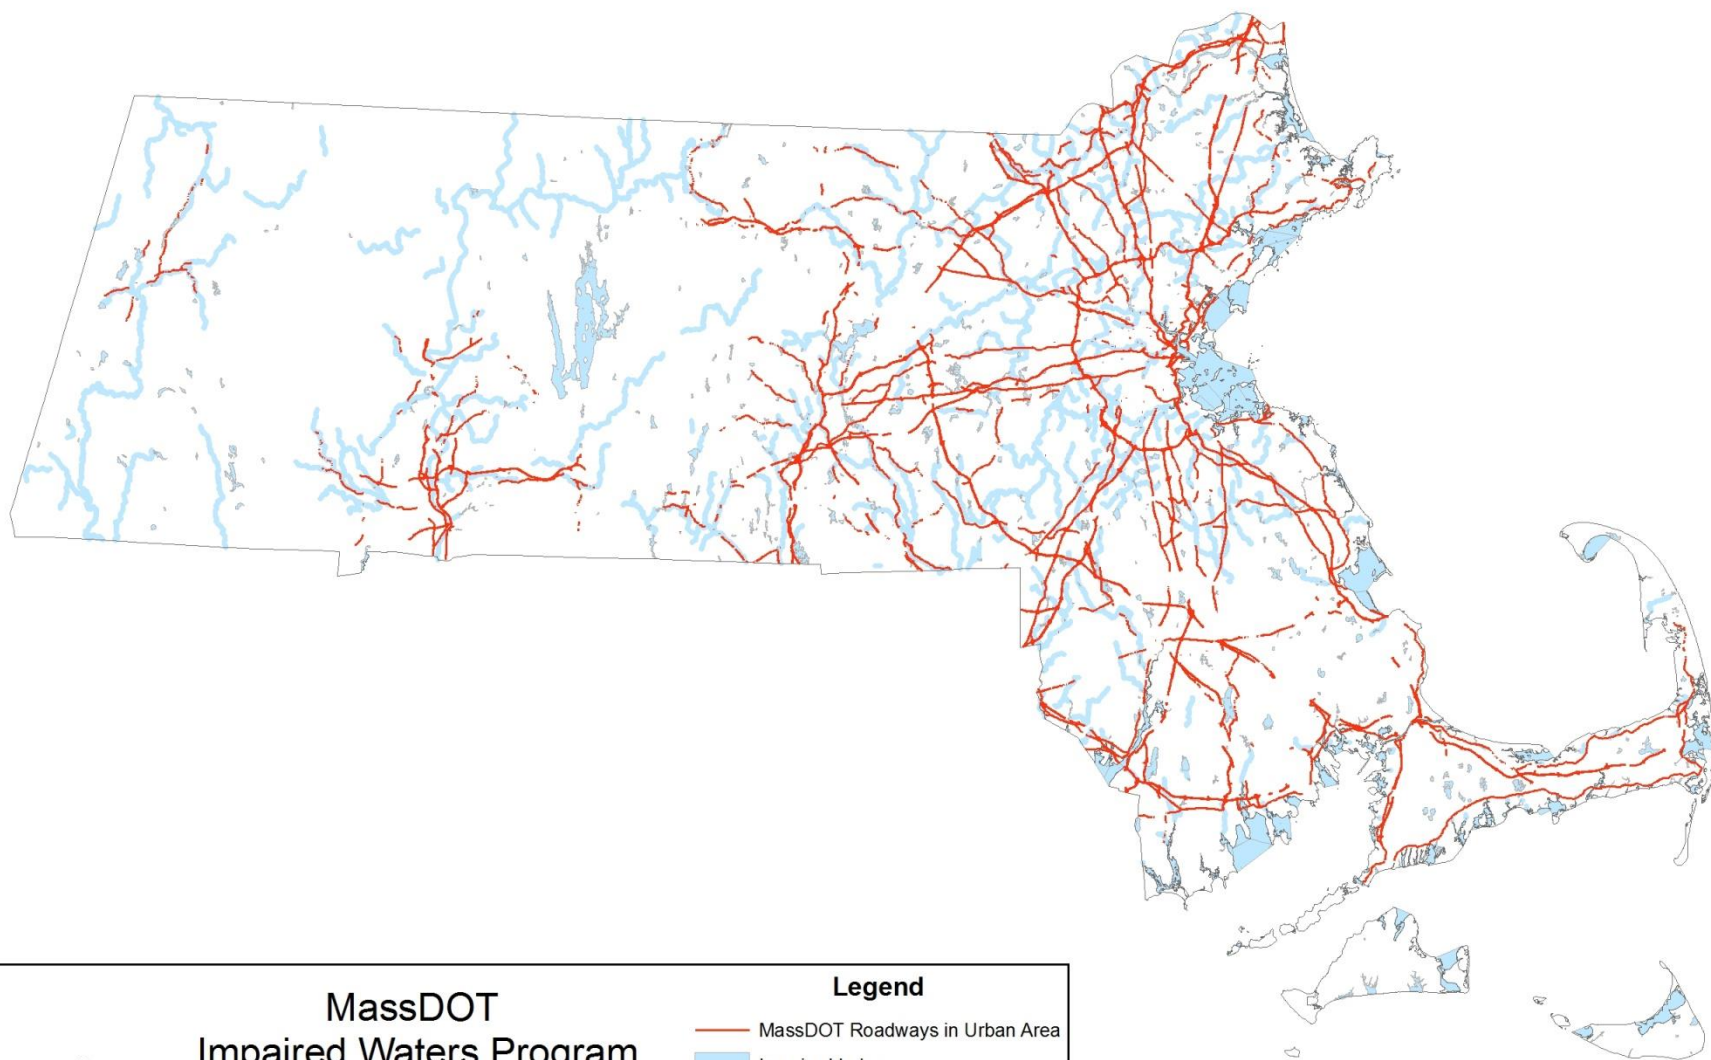 MassDOT
Impaired Waters Program
Legend
MassDOT Roadways in Urban Area